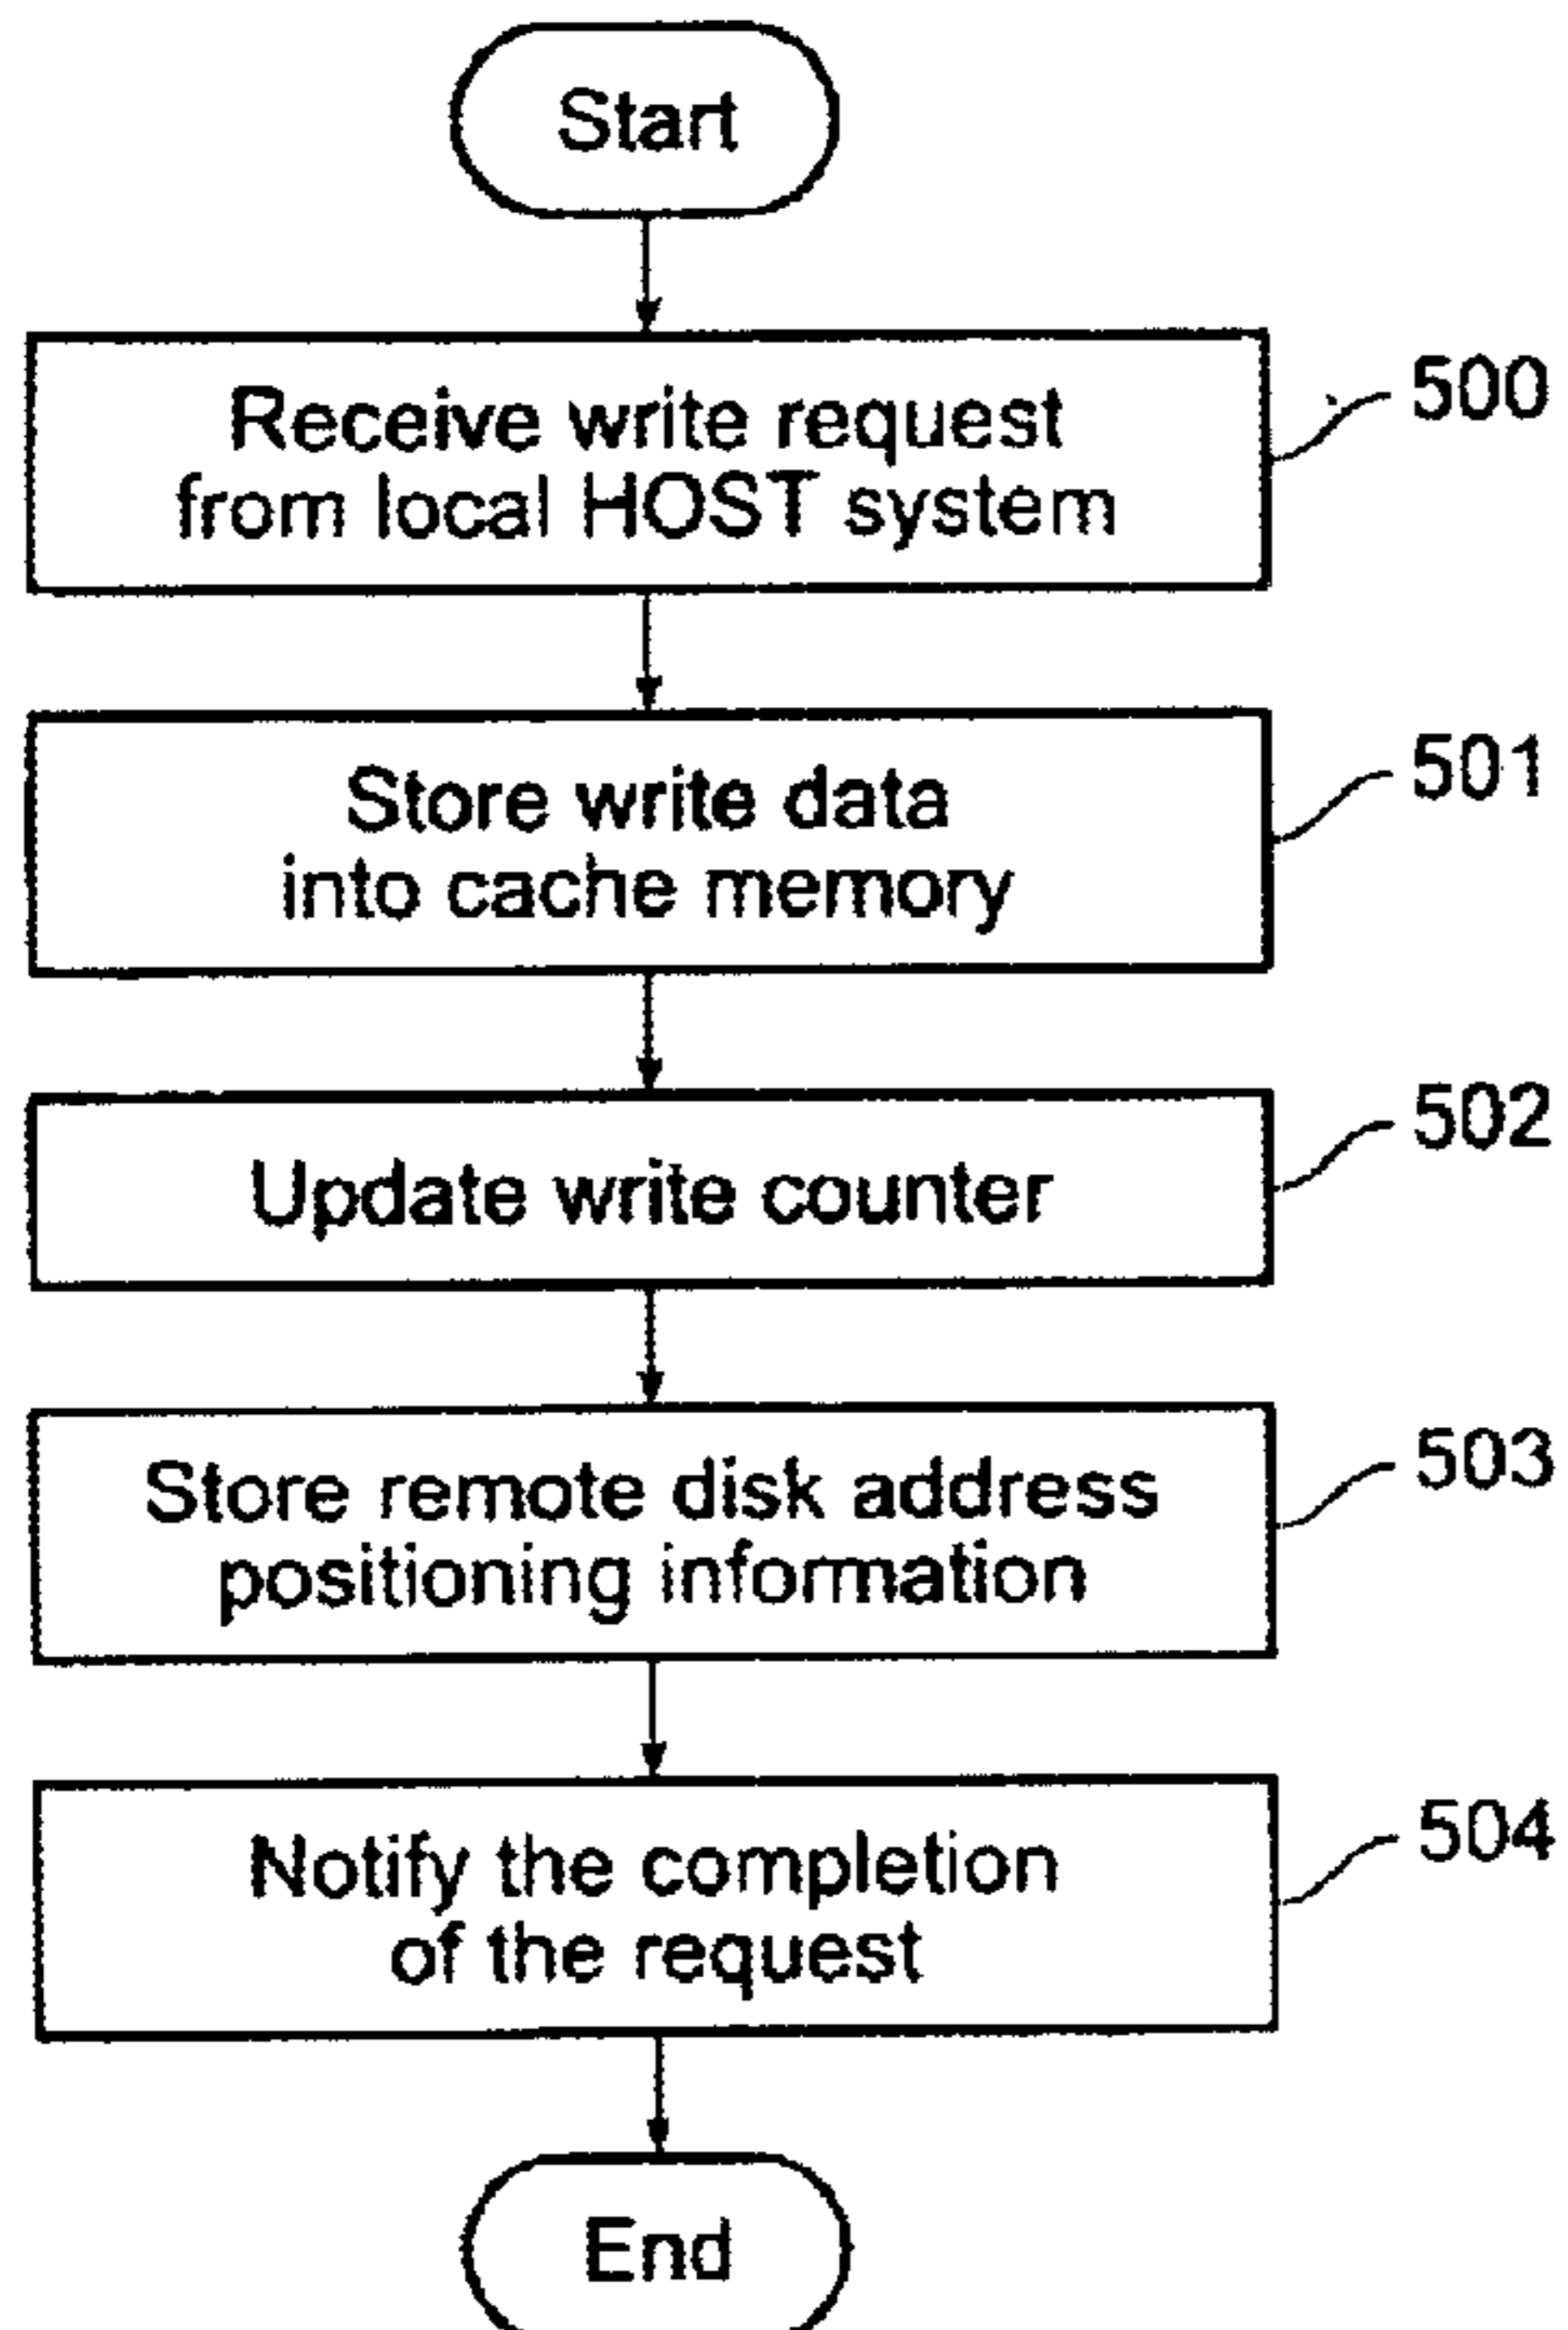 Start
Receive write request
from local HOST system
500
Store write data
into cache memory
501
Update write counter
502
Store remote disk address
positioning information
503
Notify the completion
of the request
504
End